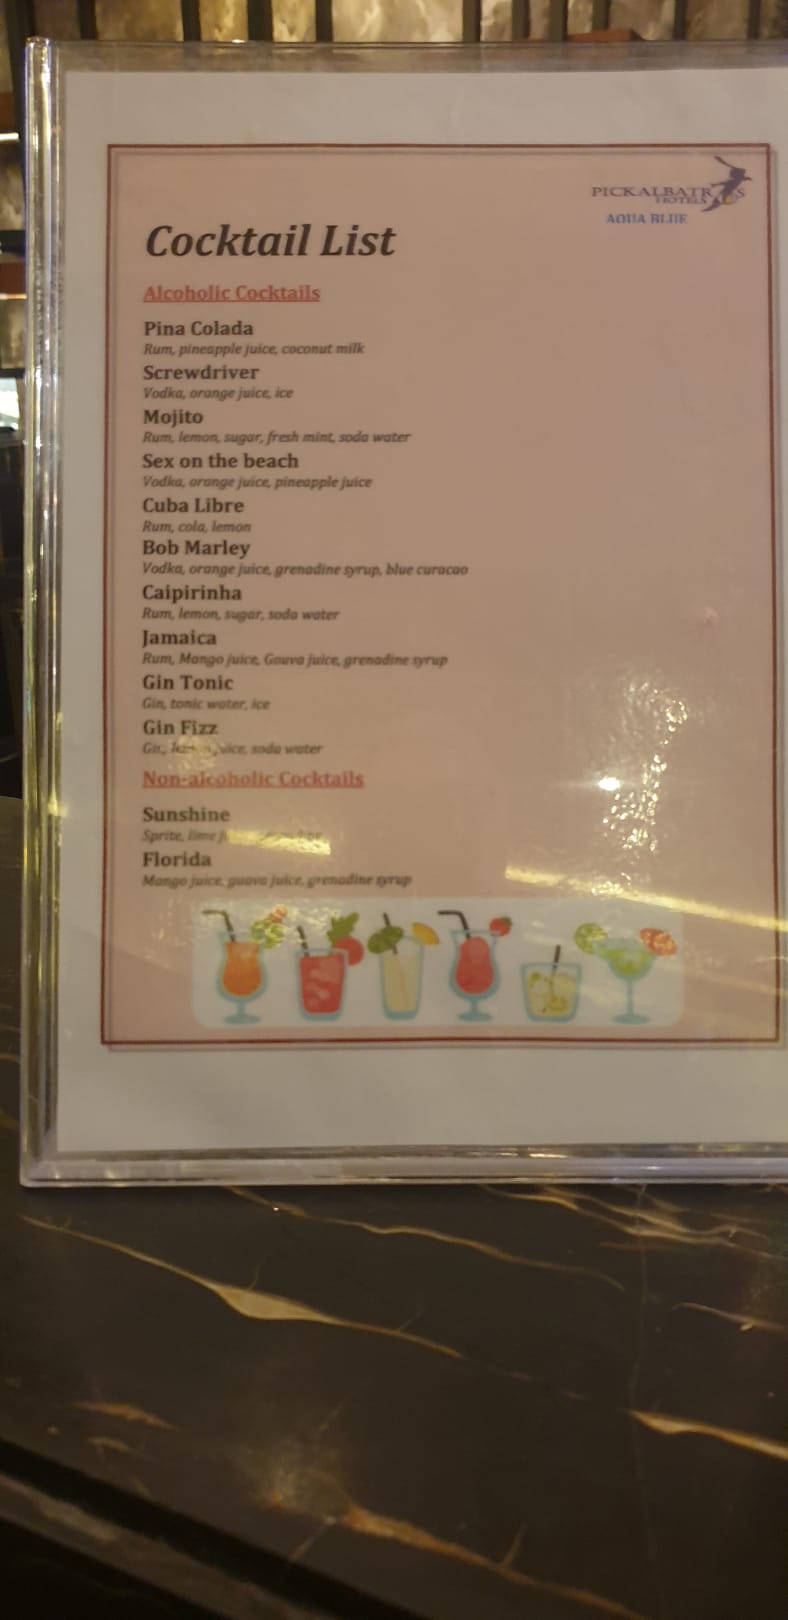 PICKALBATR S
HOTELS
AQUA BLUE
Cocktail List
Alcoholic Cocktails
Pina Colada
Rum, pineapple juice, coconut milk
Screwdriver
Vodka, orange juice, ice
Mojito
Rum, lemon, sugar, fresh mint, soda water
Sex on the beach
Vodka, orange juice, pineapple juice
Cuba Libre
Rum, cola, lemon
Bob Marley
Vodka, orange juice, grenadine syrup, blue curacao
Caipirinha
Rum, lemon, sugar, soda water
Jamaica
Rum, Mango juice, Gouva juice, grenadine syrup
Gin Tonic
Gin, tonic water, ice
Gin Fizz
Gin, lemon juice, soda water
Non-alcoholic Cocktails
Sunshine
Sprite, lime
Florida
Mango juice, guava juice, grenadine syrup